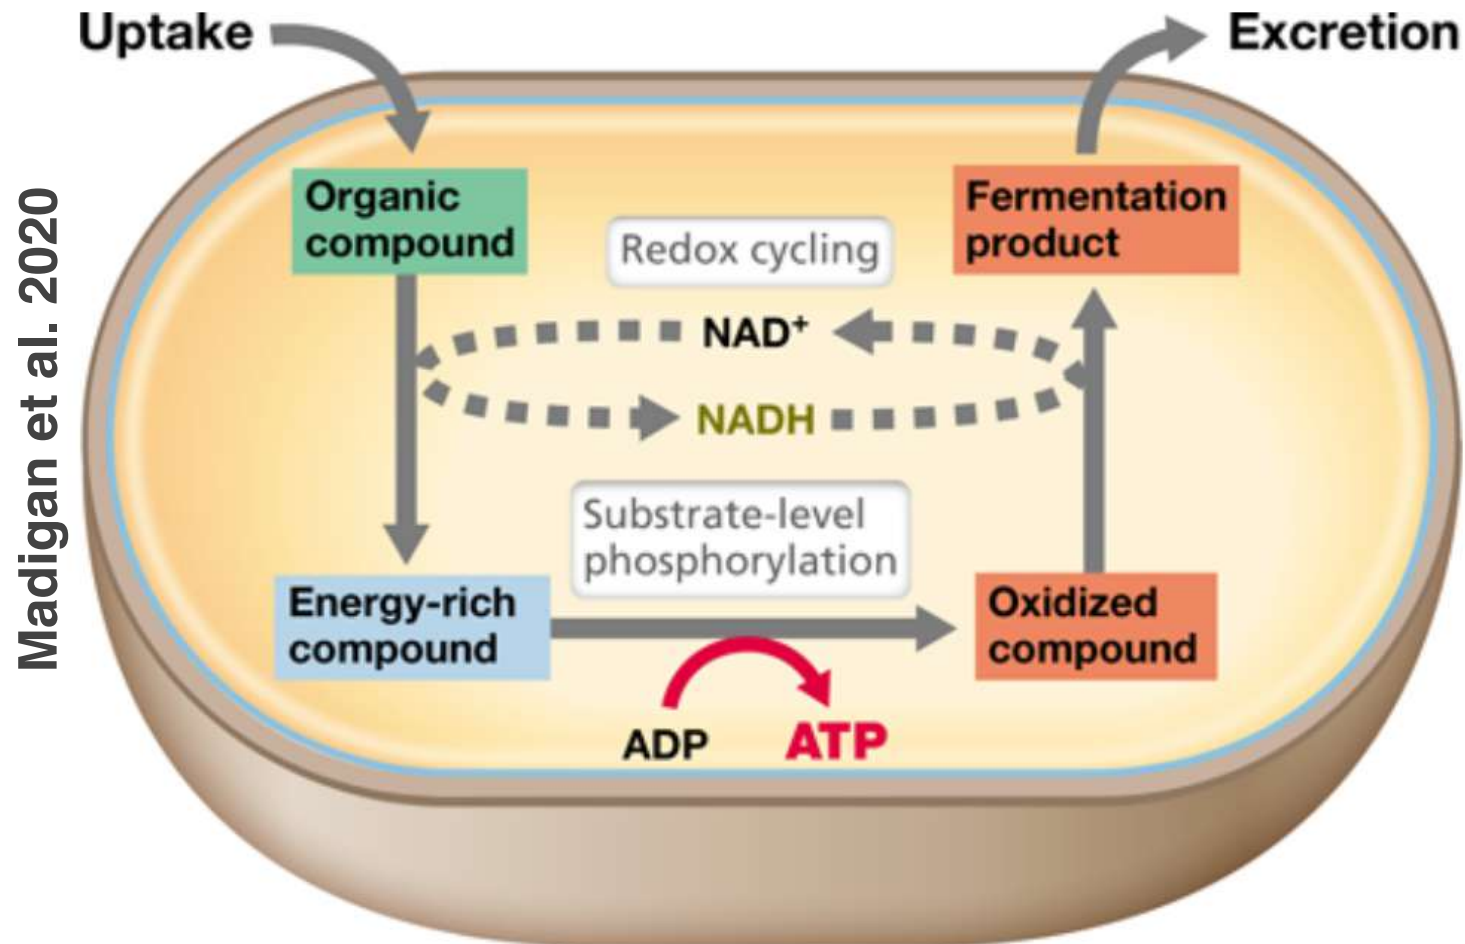 Uptake
Excretion
Madigan et al. 2020
Organic
compound
Fermentation
product
Redox cycling
NAD⁺
NADH
Substrate-level
phosphorylation
Energy-rich
compound
Oxidized
compound
ADP
ATP